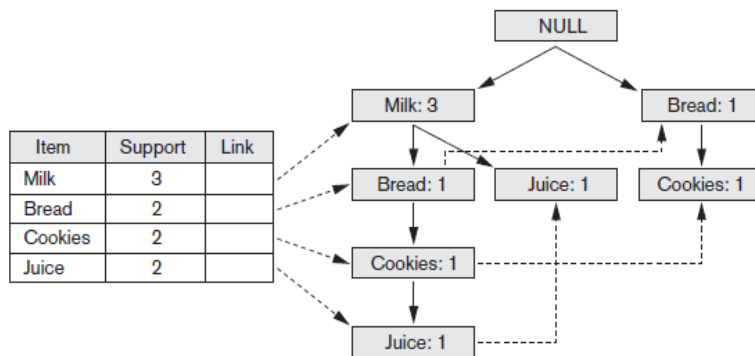 NULL
Milk: 3
Bread: 1
Item Support Link
Milk 3
Bread 2
Cookies 2
Juice 2
Bread: 1
Juice: 1
Cookies: 1
Cookies: 1
Juice: 1